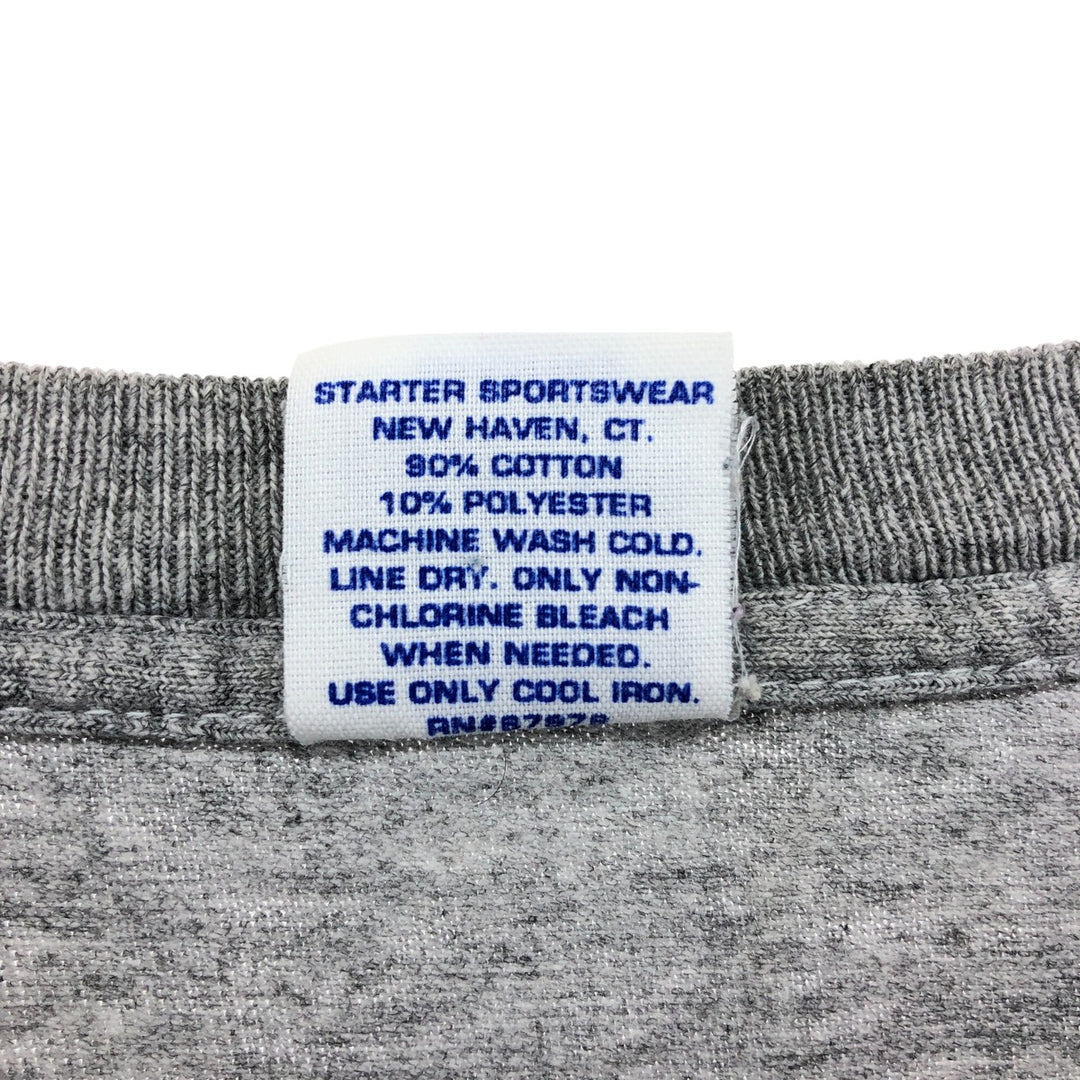 STARTER SPORTSWEAR
NEW HAVEN, CT.
90% COTTON
10% POLYESTER
MACHINE WASH COLD.
LINE DRY. ONLY NON-
CHLORINE BLEACH
WHEN NEEDED.
USE ONLY COOL IRON.